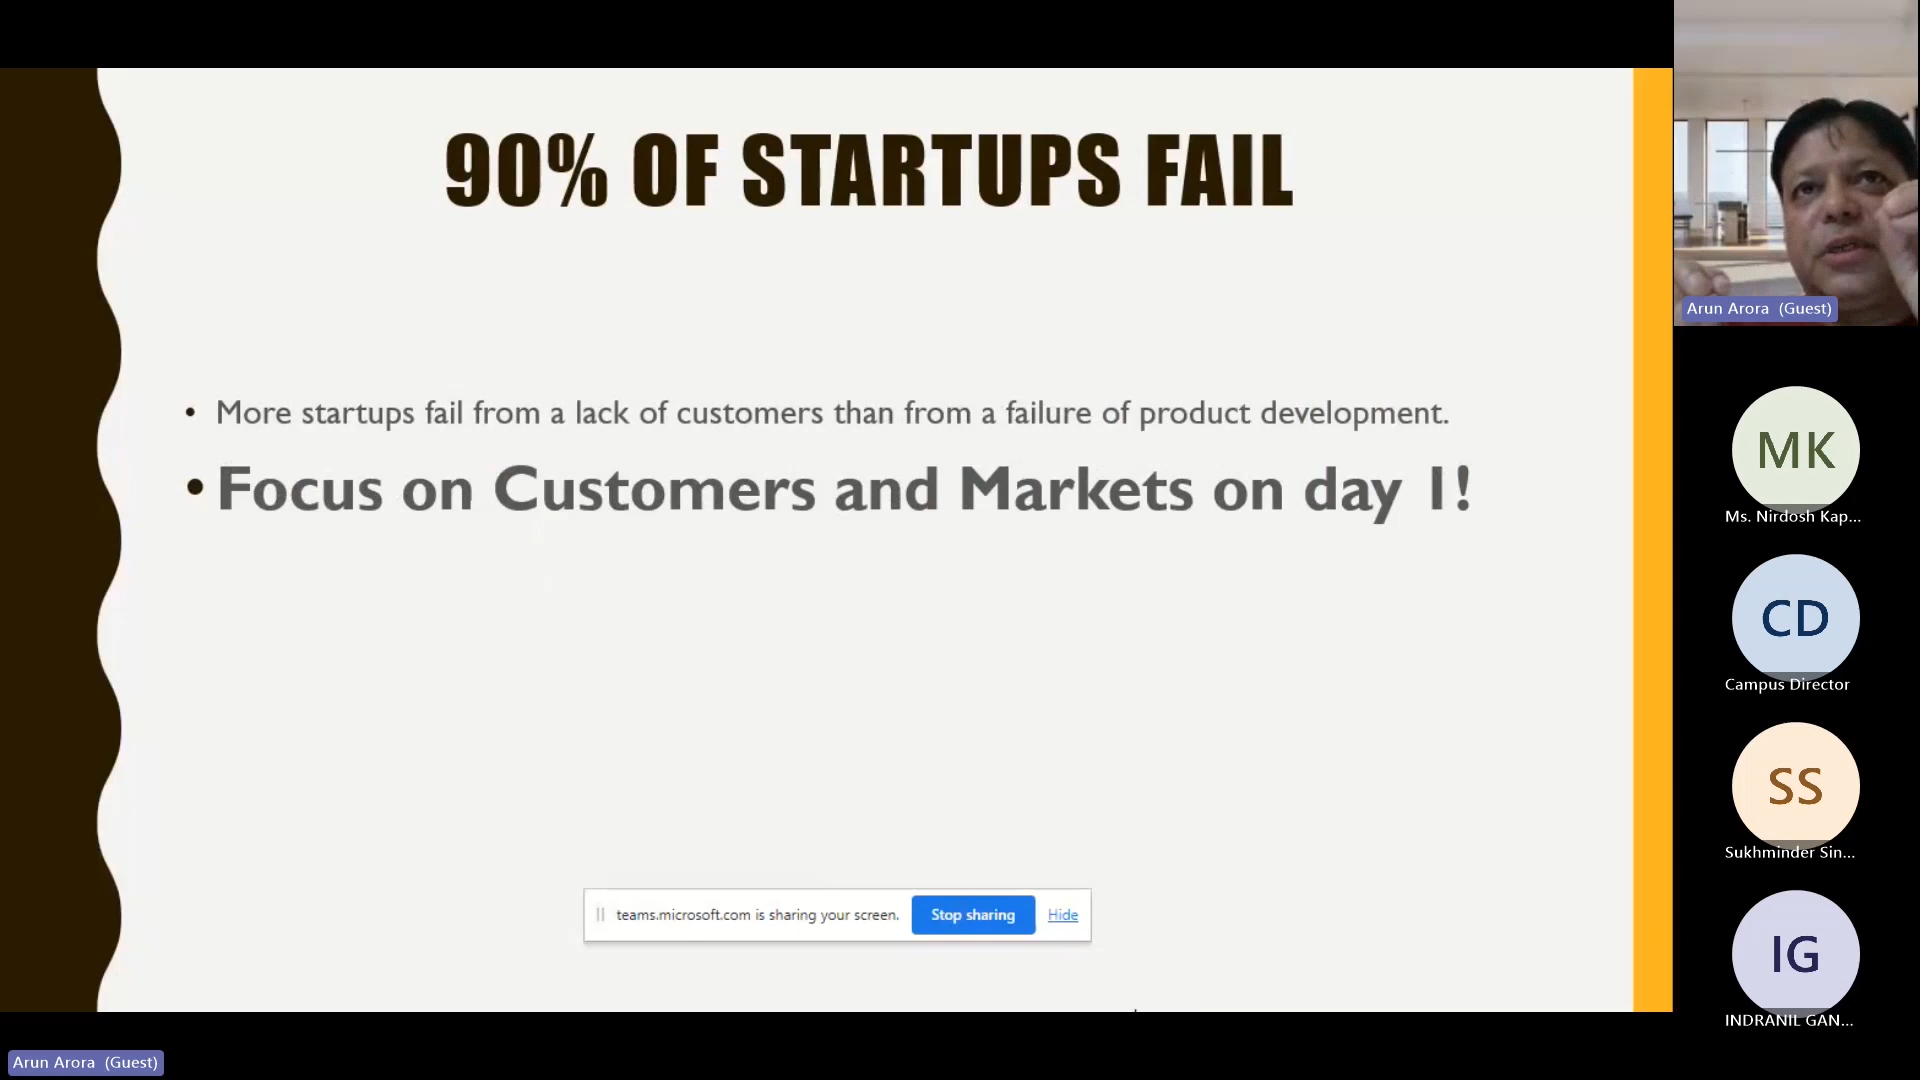 90% OF STARTUPS FAIL
• More startups fail from a lack of customers than from a failure of product development.
• Focus on Customers and Markets on day 1!
teams.microsoft.com is sharing your screen. Stop sharing Hide
Arun Arora (Guest)
Arun Arora (Guest)
MK
Ms. Nirdosh Kap...
CD
Campus Director
SS
Sukhminder Sin...
IG
INDRANIL GAN...